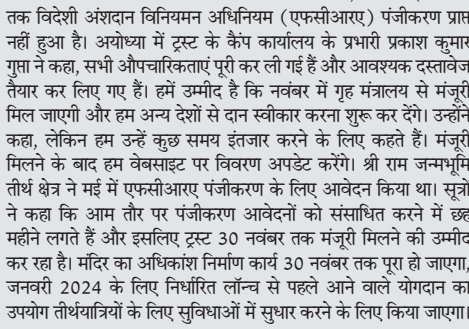 तक विदेशी अंशदान विनियमन अधिनियम (एफसीआरए) पंजीकरण प्राप्त
नहीं हुआ है। अयोध्या में ट्रस्ट के कैंप कार्यालय के प्रभारी प्रकाश कुमार
गुप्ता ने कहा, सभी औपचारिकताएं पूरी कर ली गई हैं और आवश्यक दस्तावेज
तैयार कर लिए गए हैं। हमें उम्मीद है कि नवंबर में गृह मंत्रालय से मंजूरी
मिल जाएगी और हम अन्य देशों से दान स्वीकार करना शुरू कर देंगे। उन्होंने
कहा, लेकिन हम उन्हें कुछ समय इंतजार करने के लिए कहते हैं। मंजूरी
मिलने के बाद हम वेबसाइट पर विवरण अपडेट करेंगे। श्री राम जन्मभूमि
तीर्थ क्षेत्र ने मई में एफसीआरए पंजीकरण के लिए आवेदन किया था। सूत्रों
ने कहा कि आम तौर पर पंजीकरण आवेदनों को संसाधित करने में छह
महीने लगते हैं और इसलिए ट्रस्ट 30 नवंबर तक मंजूरी मिलने की उम्मीद
कर रहा है। मंदिर का अधिकांश निर्माण कार्य 30 नवंबर तक पूरा हो जाएगा,
जनवरी 2024 के लिए निर्धारित लॉन्च से पहले आने वाले योगदान का
उपयोग तीर्थयात्रियों के लिए सुविधाओं में सुधार करने के लिए किया जाएगा।